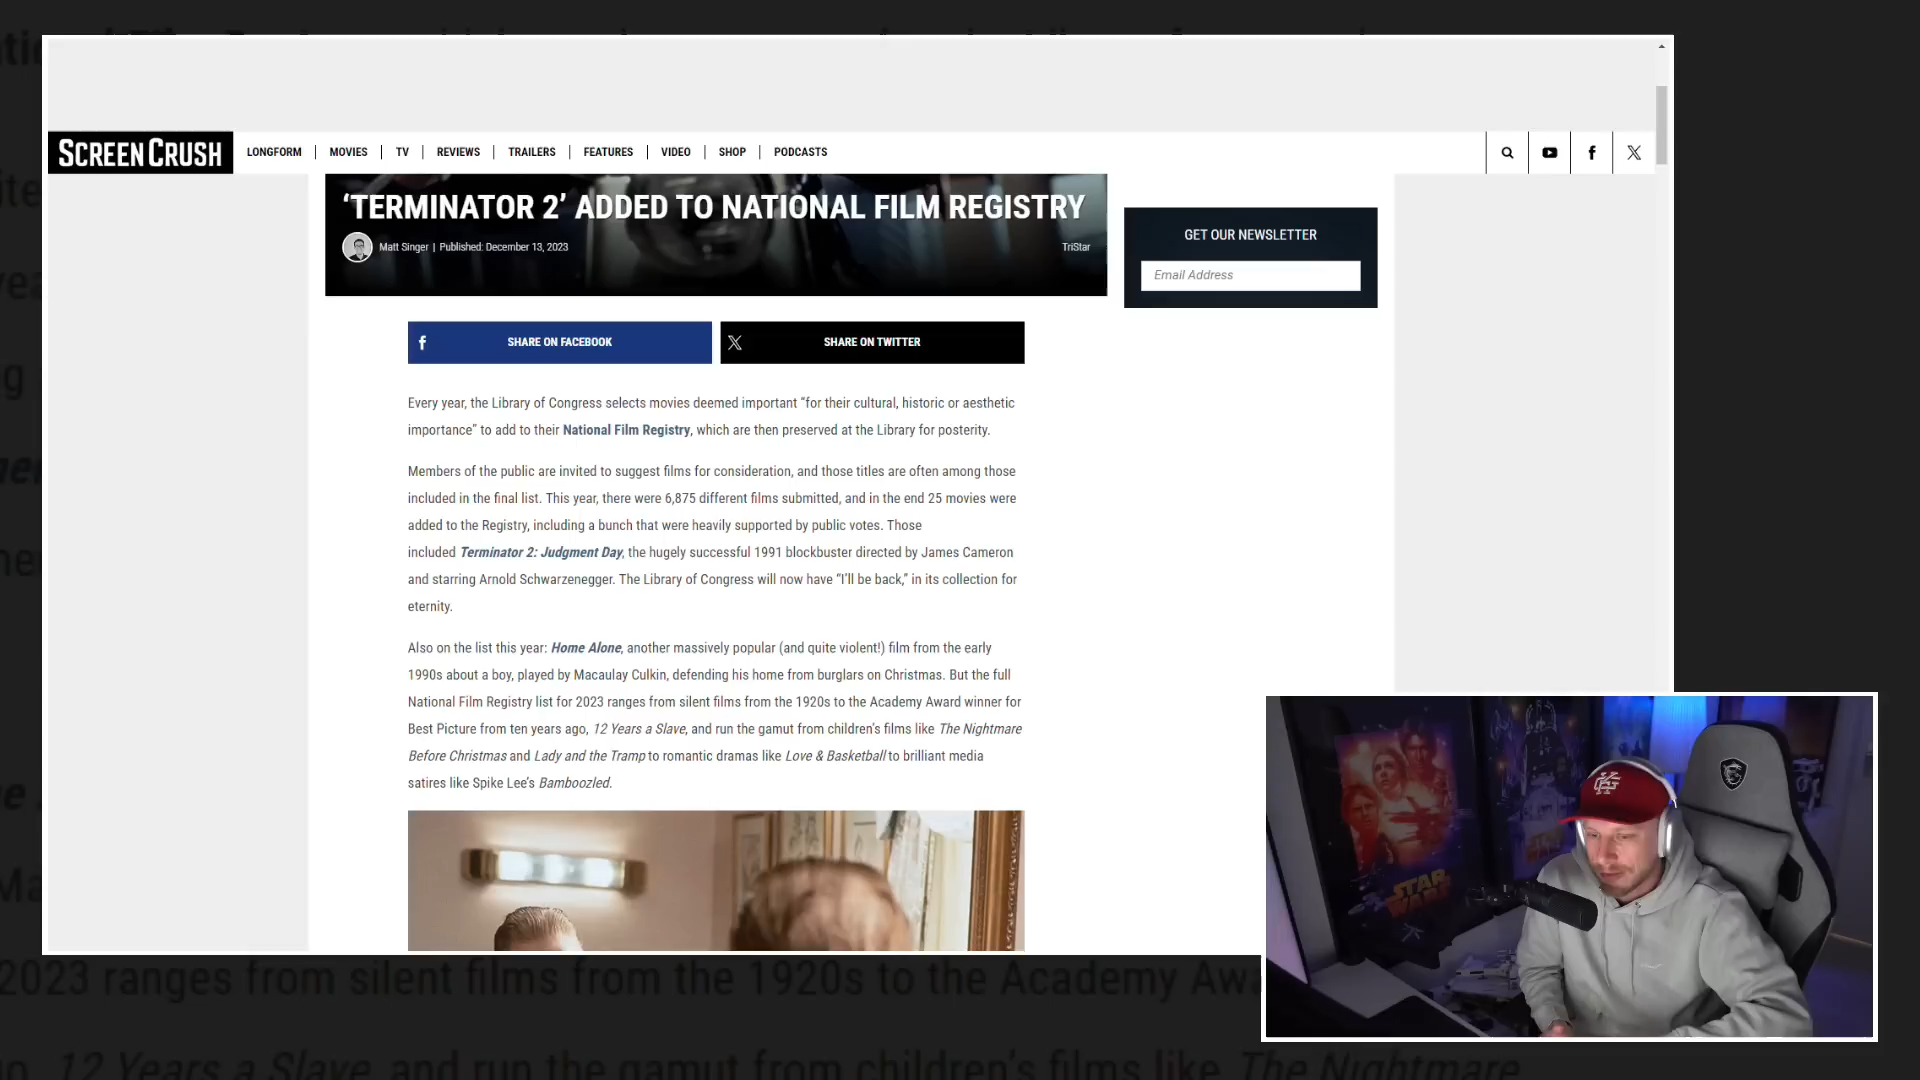 SCREENCRUSH
LONGFORM
MOVIES
TV
REVIEWS
TRAILERS
FEATURES
VIDEO
SHOP
PODCASTS
‘TERMINATOR 2’ ADDED TO NATIONAL FILM REGISTRY
Matt Singer | Published: December 13, 2023
TriStar
GET OUR NEWSLETTER
Email Address
SHARE ON FACEBOOK
SHARE ON TWITTER
Every year, the Library of Congress selects movies deemed important “for their cultural, historic or aesthetic
importance” to add to their National Film Registry, which are then preserved at the Library for posterity.
Members of the public are invited to suggest films for consideration, and those titles are often among those
included in the final list. This year, there were 6,875 different films submitted, and in the end 25 movies were
added to the Registry, including a bunch that were heavily supported by public votes. Those
included Terminator 2: Judgment Day, the hugely successful 1991 blockbuster directed by James Cameron
and starring Arnold Schwarzenegger. The Library of Congress will now have “I’ll be back,” in its collection for
eternity.
Also on the list this year: Home Alone, another massively popular (and quite violent!) film from the early
1990s about a boy, played by Macaulay Culkin, defending his home from burglars on Christmas. But the full
National Film Registry list for 2023 ranges from silent films from the 1920s to the Academy Award winner for
Best Picture from ten years ago, 12 Years a Slave, and run the gamut from children’s films like The Nightmare
Before Christmas and Lady and the Tramp to romantic dramas like Love & Basketball to brilliant media
satires like Spike Lee’s Bamboozled.
STAR
WARS
2023 ranges from silent films from the 1920s to the Academy Awa
go, 12 Years a Slave, and run the gamut from children’s films like The Nightmare